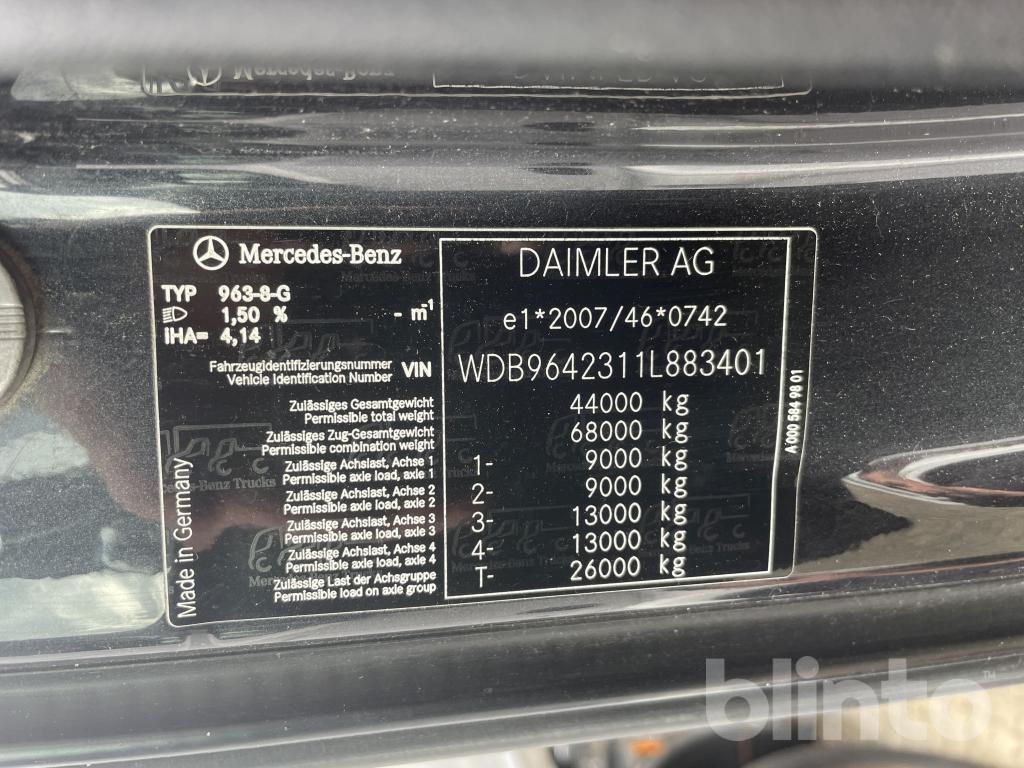 Mercedes-Benz
Mercedes-Benz
TYP 963-8-G
1,50 % - m-1
IHA= 4,14
Fahrzeugidentifizierungsnummer
Vehicle Identification Number VIN
Zulässiges Gesamtgewicht
Permissible total weight
Zulässiges Zug-Gesamtgewicht
Permissible combination weight
Zulässige Achslast, Achse 1
Permissible axle load, axle 1
Zulässige Achslast, Achse 2
Permissible axle load, axle 2
Zulässige Achslast, Achse 3
Permissible axle load, axle 3
Zulässige Achslast, Achse 4
Permissible axle load, axle 4
Zulässige Last der Achsgruppe
Permissible load on axle group
DAIMLER AG
e1*2007/46*0742
WDB9642311L883401
44000 kg
68000 kg
1- 9000 kg
2- 9000 kg
3- 13000 kg
4- 13000 kg
T- 26000 kg
A 000 584 98 01
Made in Germany
blinto™